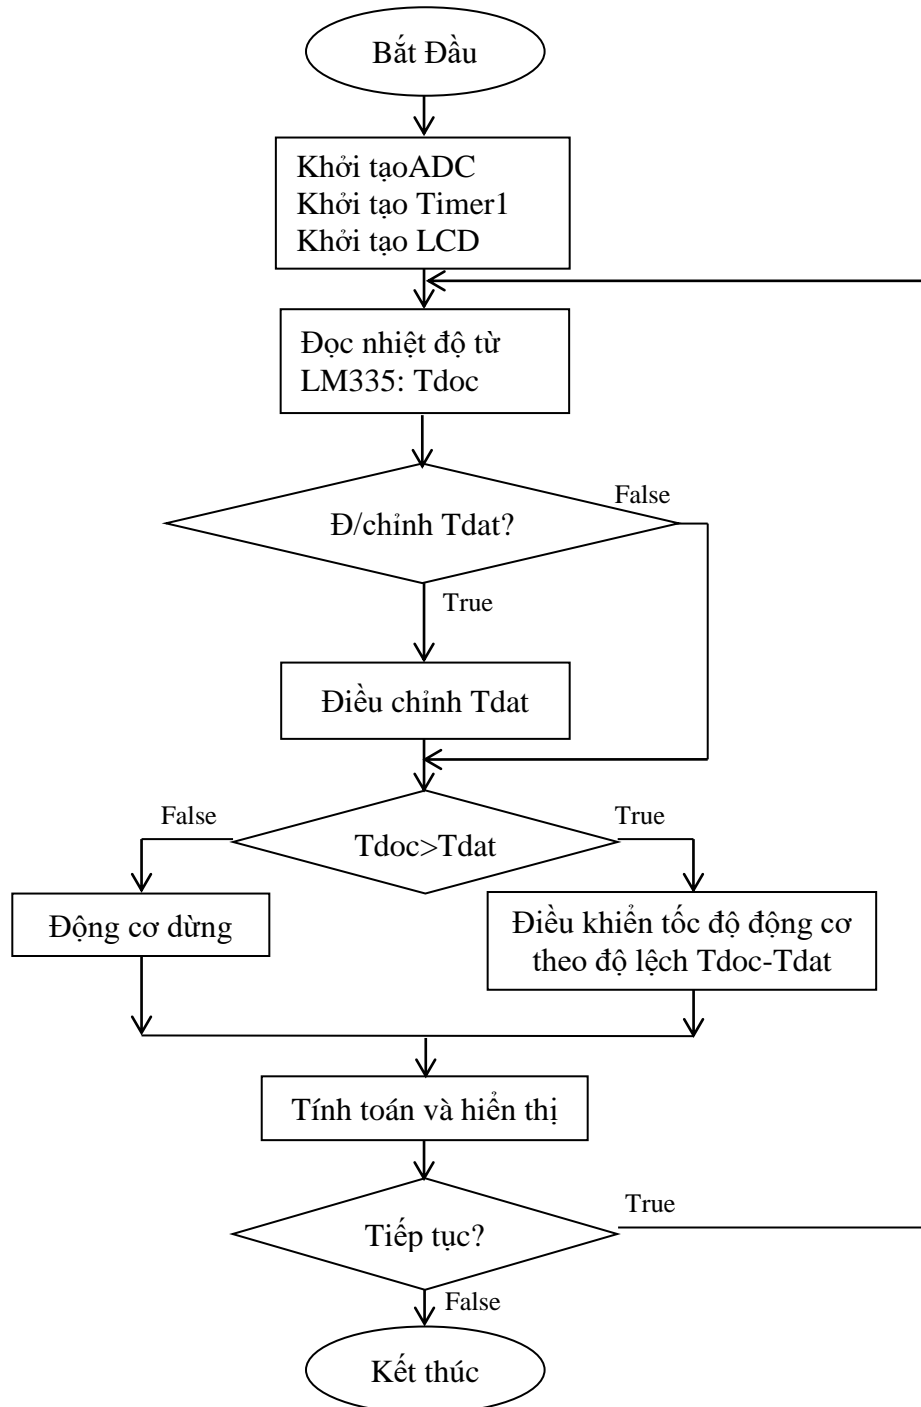 Bắt Đầu
Khởi tạoADC
Khởi tạo Timer1
Khởi tạo LCD
Đọc nhiệt độ từ
LM335: Tdoc
False
Đ/chỉnh Tdat?
True
Điều chỉnh Tdat
False
True
Tdoc>Tdat
Động cơ dừng
Điều khiển tốc độ động cơ
theo độ lệch Tdoc-Tdat
Tính toán và hiển thị
True
Tiếp tục?
False
Kết thúc